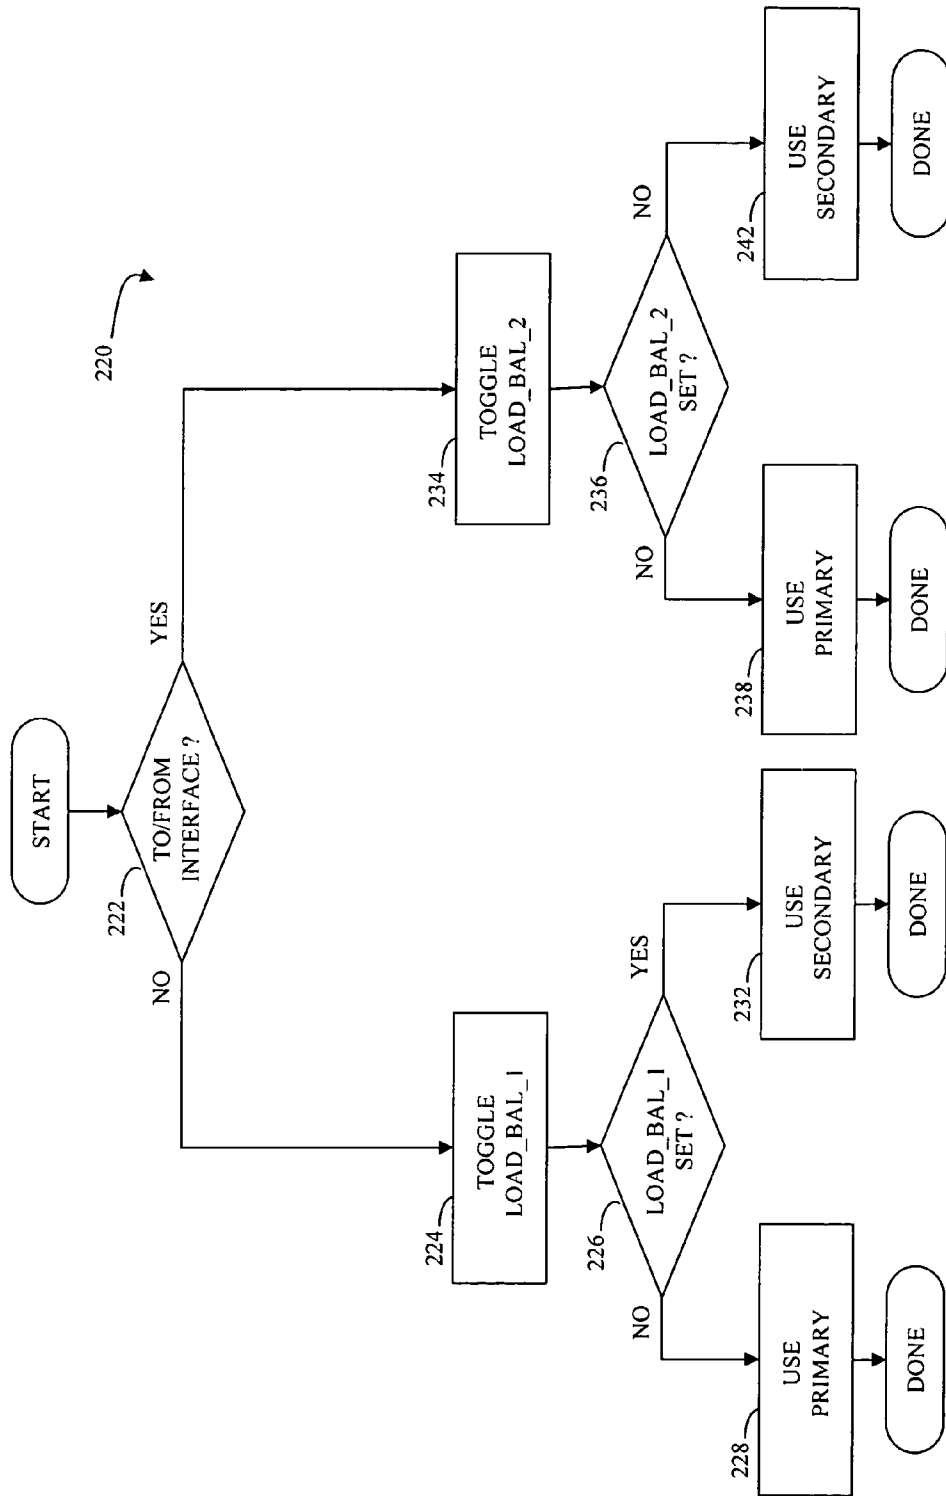 220
START
222
TO/FROM
INTERFACE ?
NO
YES
224
TOGGLE
LOAD_BAL_1
234
TOGGLE
LOAD_BAL_2
226
LOAD_BAL_1
SET ?
NO
YES
236
LOAD_BAL_2
SET ?
NO
NO
228
USE
PRIMARY
232
USE
SECONDARY
238
USE
PRIMARY
242
USE
SECONDARY
DONE
DONE
DONE
DONE